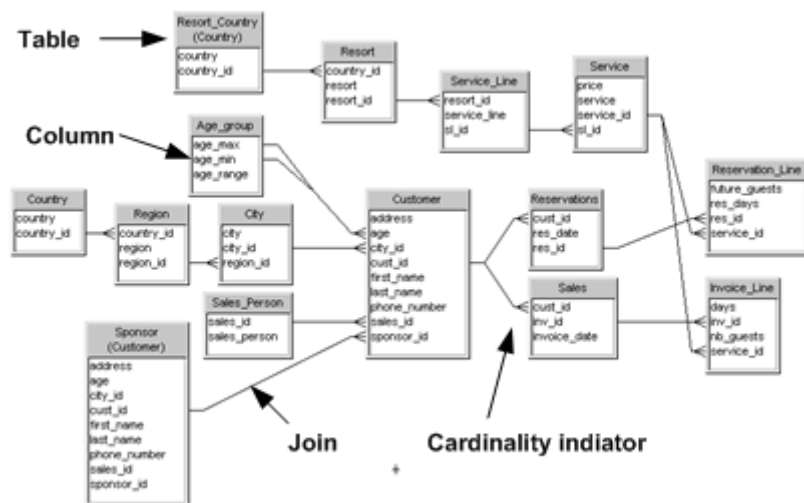 Table
Resort_Country
(Country)
country
country_id
Resort
country_id
resort
resort_id
Service_Line
resort_id
service_line
sl_id
Service
price
service
service_id
sl_id
Column
Age_group
age_max
age_min
age_range
Country
country
country_id
Region
country_id
region
region_id
City
city
city_id
region_id
Customer
address
age
city_id
cust_id
first_name
last_name
phone_number
sales_id
sponsor_id
Reservations
cust_id
res_date
res_id
Reservation_Line
future_guests
res_days
res_id
service_id
Sales_Person
sales_id
sales_person
Sales
cust_id
inv_id
invoice_date
Invoice_Line
days
inv_id
nb_guests
service_id
Sponsor
(Customer)
address
age
city_id
cust_id
first_name
last_name
phone_number
sales_id
sponsor_id
Join
Cardinality indiator
+